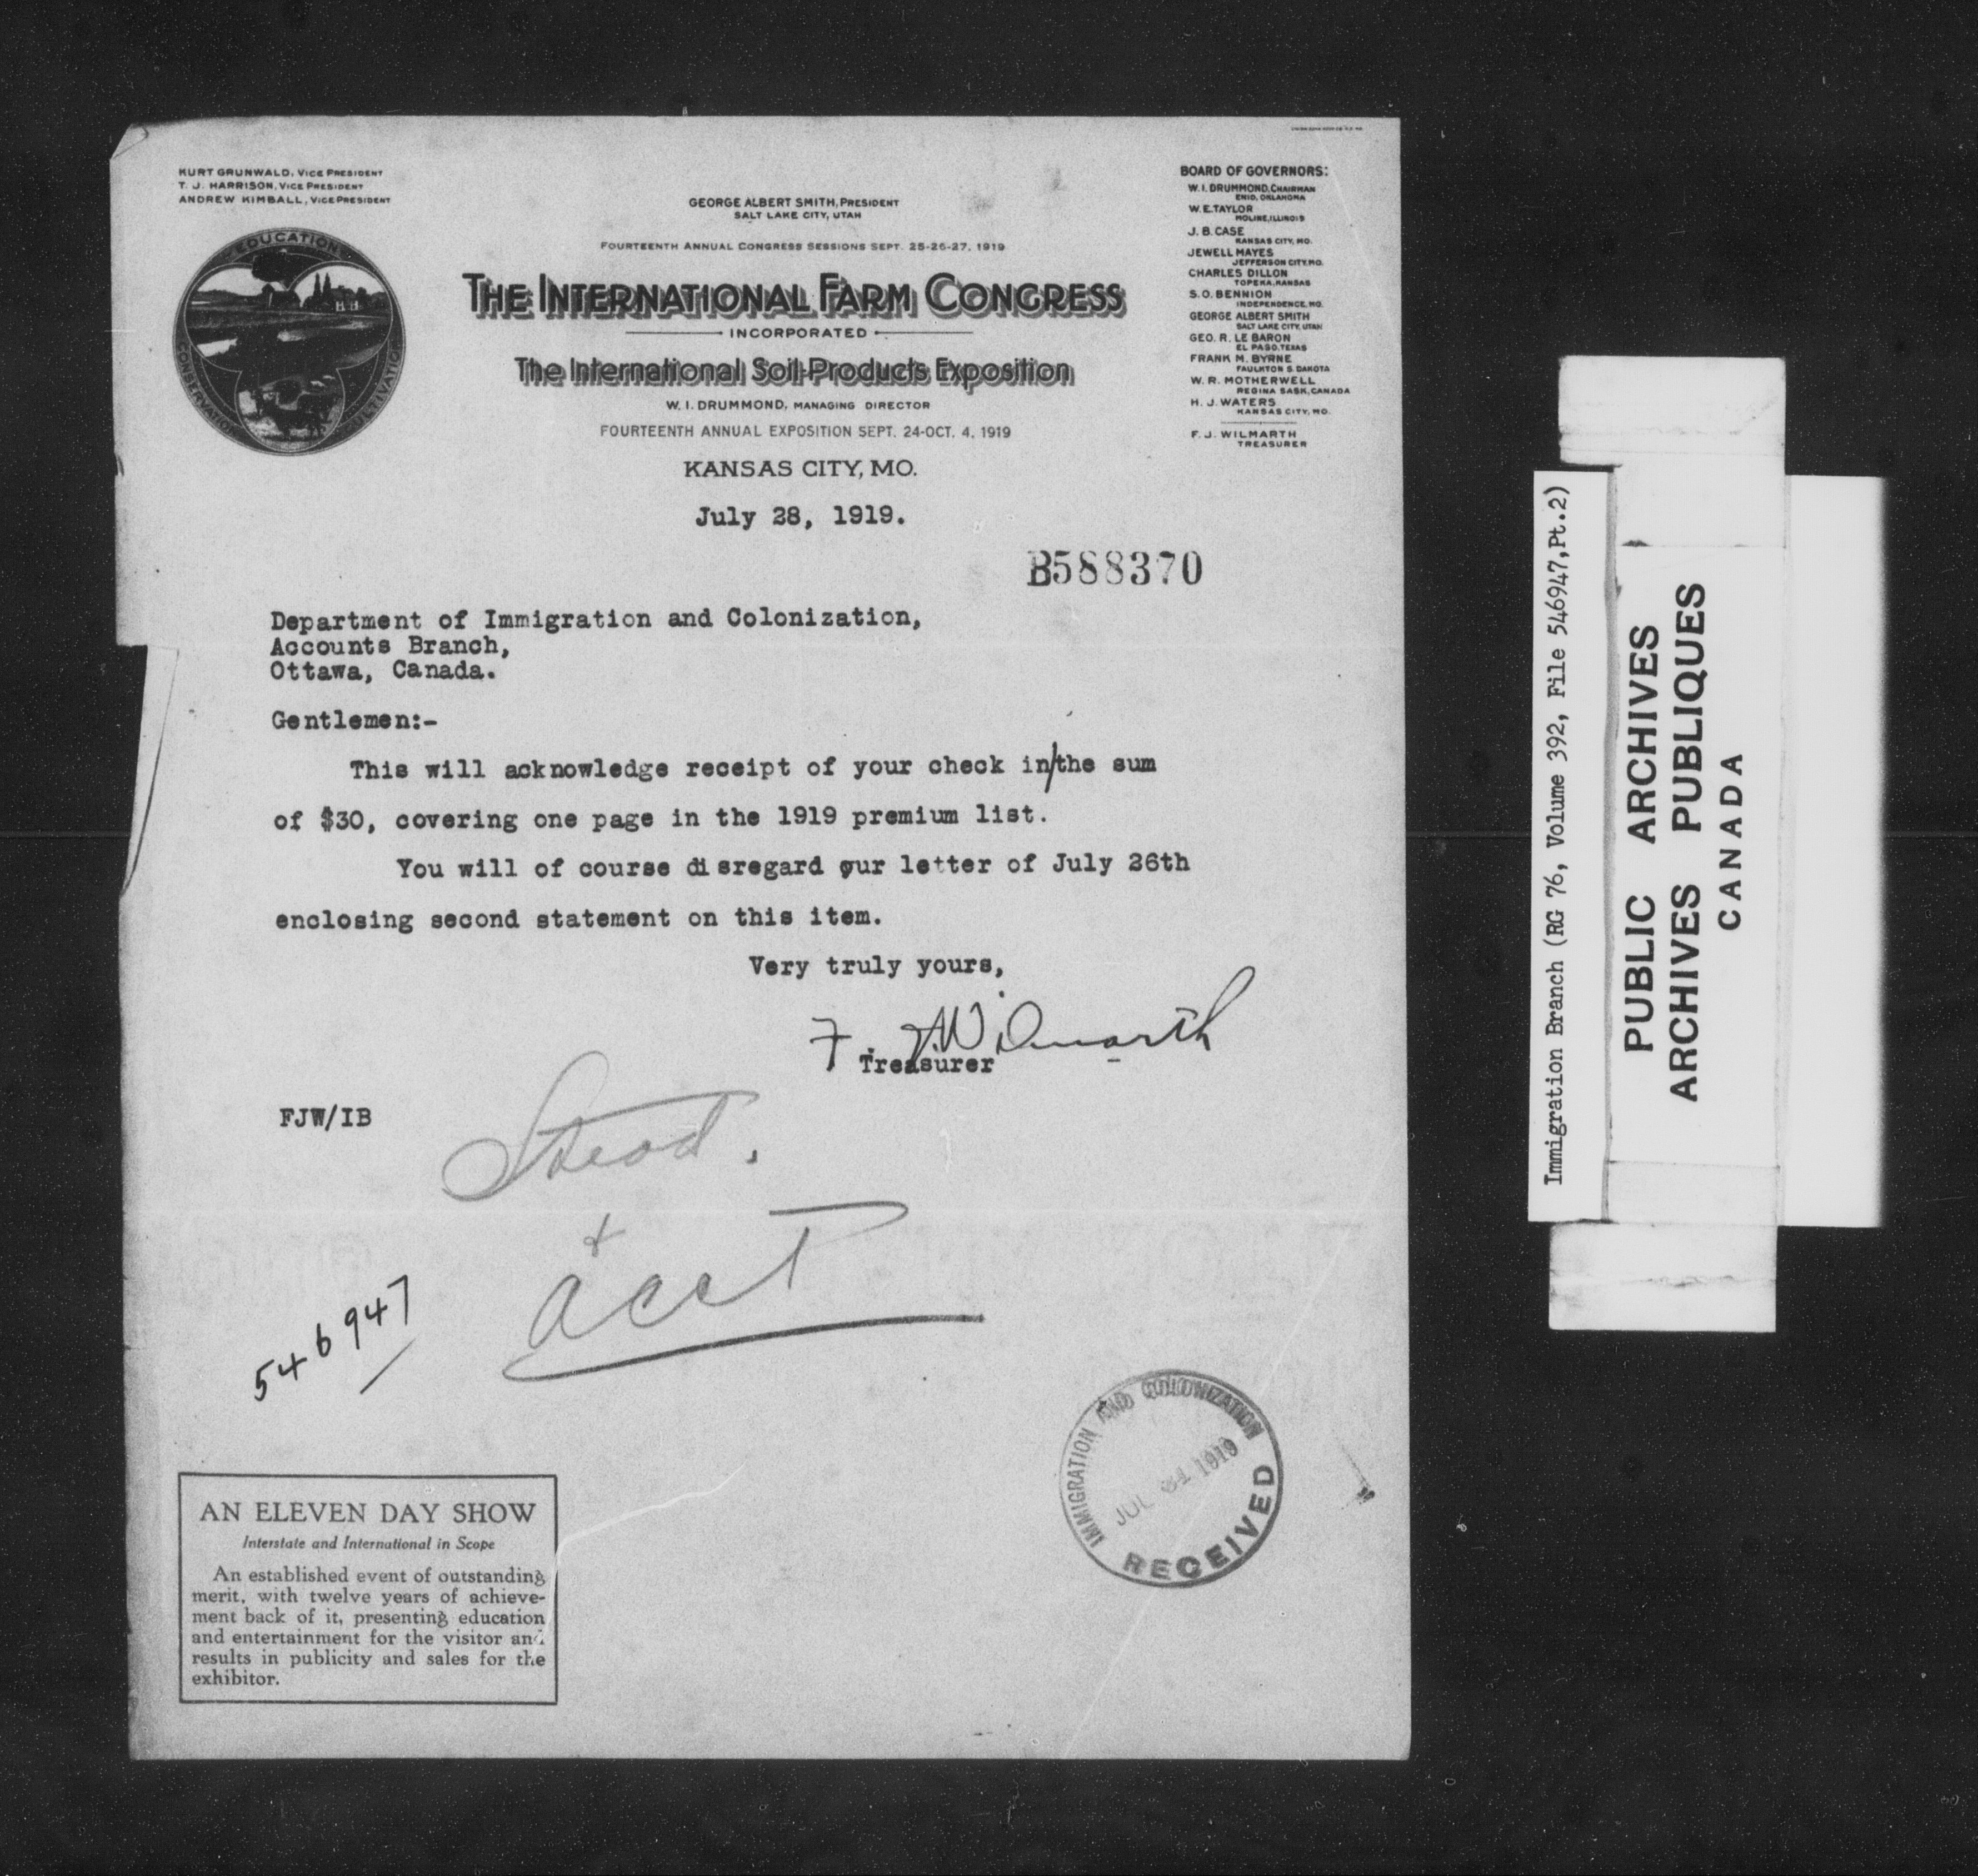 KURT GRUNWALD, VICE PRESIDENT
T. J. HARRISON, VICE PRESIDENT
ANDREW KIMBALL, VICE PRESIDENT
GEORGE ALBERT SMITH, PRESIDENT
SALT LAKE CITY, UTAH
FOURTEENTH ANNUAL CONGRESS SESSIONS SEPT. 25-26-27, 1919
THE INTERNATIONAL FARM CONGRESS
INCORPORATED
The International Soil-Products Exposition
W. I. DRUMMOND, MANAGING DIRECTOR
FOURTEENTH ANNUAL EXPOSITION SEPT. 24-OCT. 4, 1919
KANSAS CITY, MO.
EDUCATION
CONSERVATION
CULTIVATION
BOARD OF GOVERNORS:
W. I. DRUMMOND, CHAIRMAN
ENID, OKLAHOMA
W. E. TAYLOR
MOLINE, ILLINOIS
J. B. CASE
KANSAS CITY, MO.
JEWELL MAYES
JEFFERSON CITY, MO.
CHARLES DILLON
TOPEKA, KANSAS
S. O. BENNION
INDEPENDENCE, MO.
GEORGE ALBERT SMITH
SALT LAKE CITY, UTAH
GEO. R. LE BARON
EL PASO, TEXAS
FRANK M. BYRNE
FAULKTON S. DAKOTA
W. R. MOTHERWELL
REGINA SASK, CANADA
H. J. WATERS
KANSAS CITY, MO.
F. J. WILMARTH
TREASURER
July 28, 1919.
B588370
Department of Immigration and Colonization,
Accounts Branch,
Ottawa, Canada.
Gentlemen:-
This will acknowledge receipt of your check in/the sum
of $30, covering one page in the 1919 premium list.
You will of course disregard our letter of July 26th
enclosing second statement on this item.
Very truly yours,
F. J. Wilmarth
Treasurer
FJW/IB
Stead.
+
acct
546947
IMMIGRATION AND COLONIZATION
JUL 31 1919
RECEIVED
AN ELEVEN DAY SHOW
Interstate and International in Scope
An established event of outstanding
merit, with twelve years of achieve-
ment back of it, presenting education
and entertainment for the visitor and
results in publicity and sales for the
exhibitor.
Immigration Branch (RG 76, Volume 392, File 546947, Pt.2)
PUBLIC ARCHIVES
ARCHIVES PUBLIQUES
CANADA